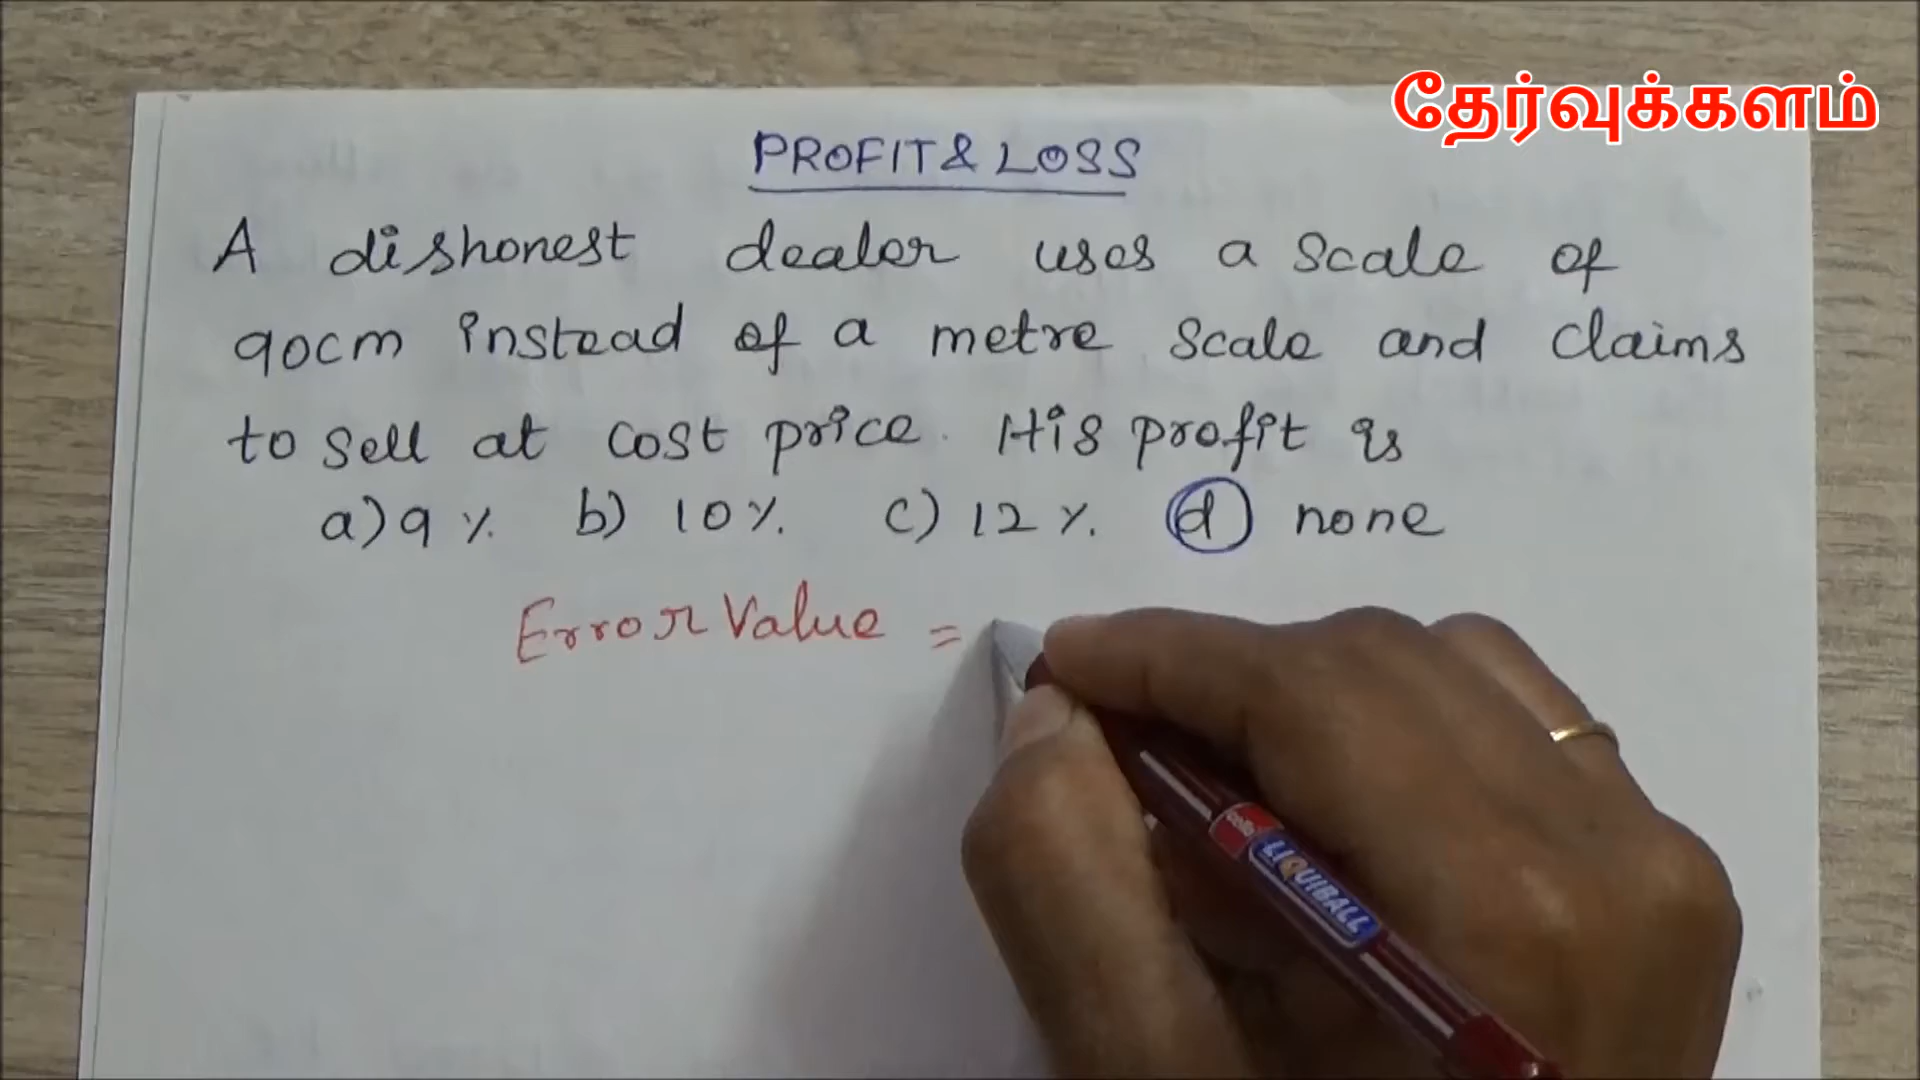 தேர்வுக்களம்
PROFIT & LOSS
A dishonest dealer uses a scale of
90cm instead of a metre scale and claims
to sell at cost price. His profit is
a) 9 %. b) 10 %. c) 12 %. d) none
Error Value =
cello
LIQUIBALL